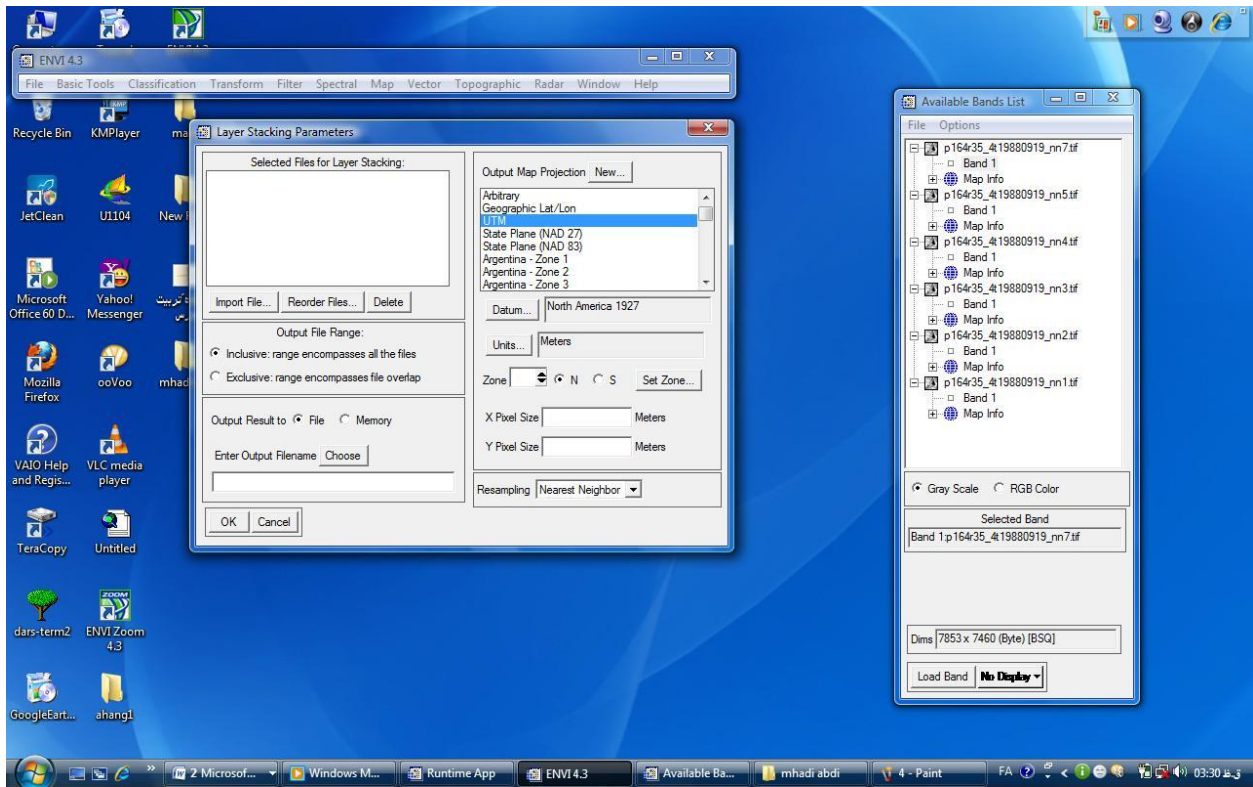 ENVI 4.3
File Basic Tools Classification Transform Filter Spectral Map Vector Topographic Radar Window Help
Recycle Bin
KMPlayer
JetClean
U1104
Microsoft Office 60 D...
Yahoo! Messenger
Mozilla Firefox
ooVoo
VAIO Help and Regis...
VLC media player
TeraCopy
Untitled
dars-term2
ENVI Zoom 4.3
GoogleEart...
ahang1
Layer Stacking Parameters
Selected Files for Layer Stacking:
Import File... Reorder Files... Delete
Output File Range:
Inclusive: range encompasses all the files
Exclusive: range encompasses file overlap
Output Result to File Memory
Enter Output Filename Choose
OK Cancel
Output Map Projection New...
Arbitrary
Geographic Lat/Lon
UTM
State Plane (NAD 27)
State Plane (NAD 83)
Argentina - Zone 1
Argentina - Zone 2
Argentina - Zone 3
Datum... North America 1927
Units... Meters
Zone N S Set Zone...
X Pixel Size Meters
Y Pixel Size Meters
Resampling Nearest Neighbor
Available Bands List
File Options
p164r35_4t19880919_nn7.tif
Band 1
Map Info
p164r35_4t19880919_nn5.tif
Band 1
Map Info
p164r35_4t19880919_nn4.tif
Band 1
Map Info
p164r35_4t19880919_nn3.tif
Band 1
Map Info
p164r35_4t19880919_nn2.tif
Band 1
Map Info
p164r35_4t19880919_nn1.tif
Band 1
Map Info
Gray Scale RGB Color
Selected Band
Band 1:p164r35_4t19880919_nn7.tif
Dims 7853 x 7460 (Byte) [BSQ]
Load Band No Display
2 Microsof... Windows M... Runtime App ENVI 4.3 Available Ba... mhadi abdi 4 - Paint FA 03:30 ق.ظ